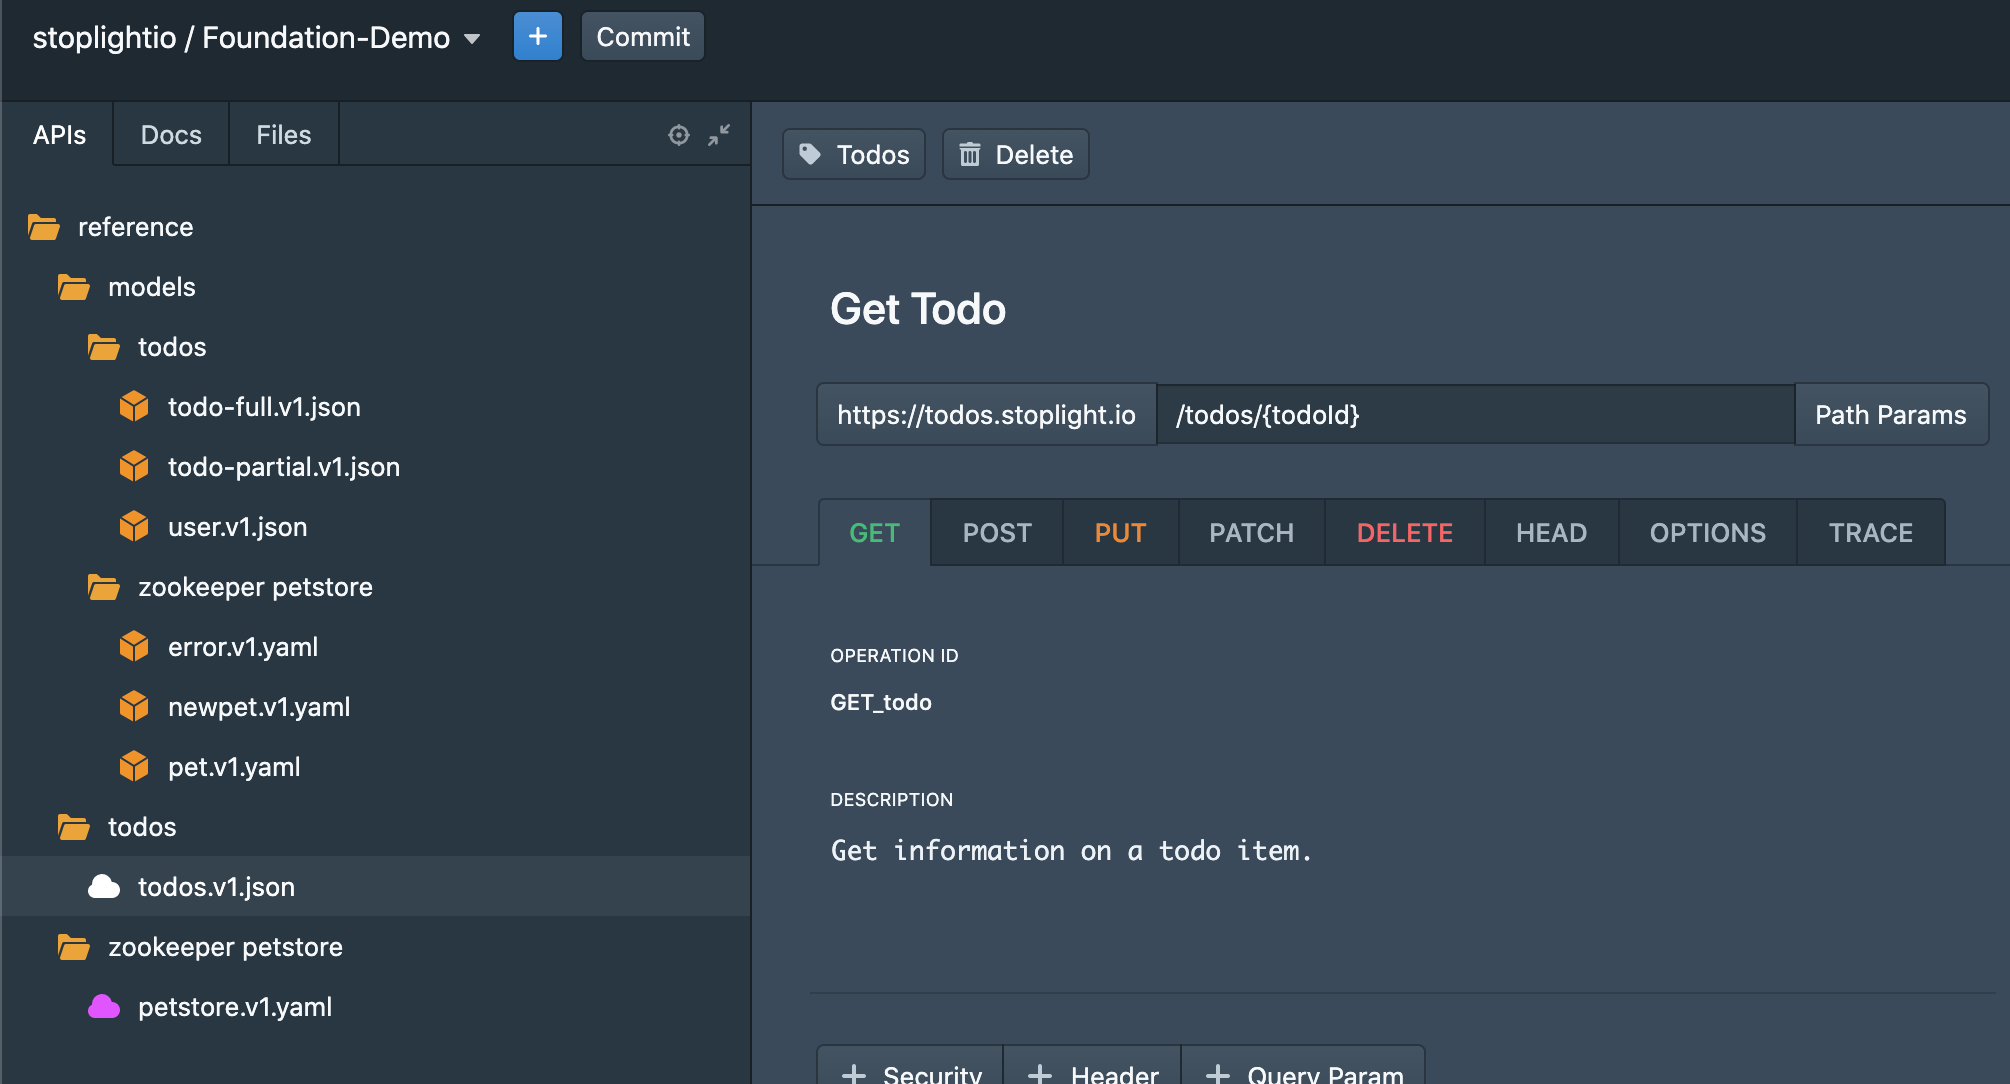 stoplightio / Foundation-Demo
+ Commit
APIs Docs Files
reference
models
todos
todo-full.v1.json
todo-partial.v1.json
user.v1.json
zookeeper petstore
error.v1.yaml
newpet.v1.yaml
pet.v1.yaml
todos
todos.v1.json
zookeeper petstore
petstore.v1.yaml
Todos Delete
Get Todo
https://todos.stoplight.io /todos/{todoId} Path Params
GET POST PUT PATCH DELETE HEAD OPTIONS TRACE
OPERATION ID
GET_todo
DESCRIPTION
Get information on a todo item.
+ Security + Header + Query Param